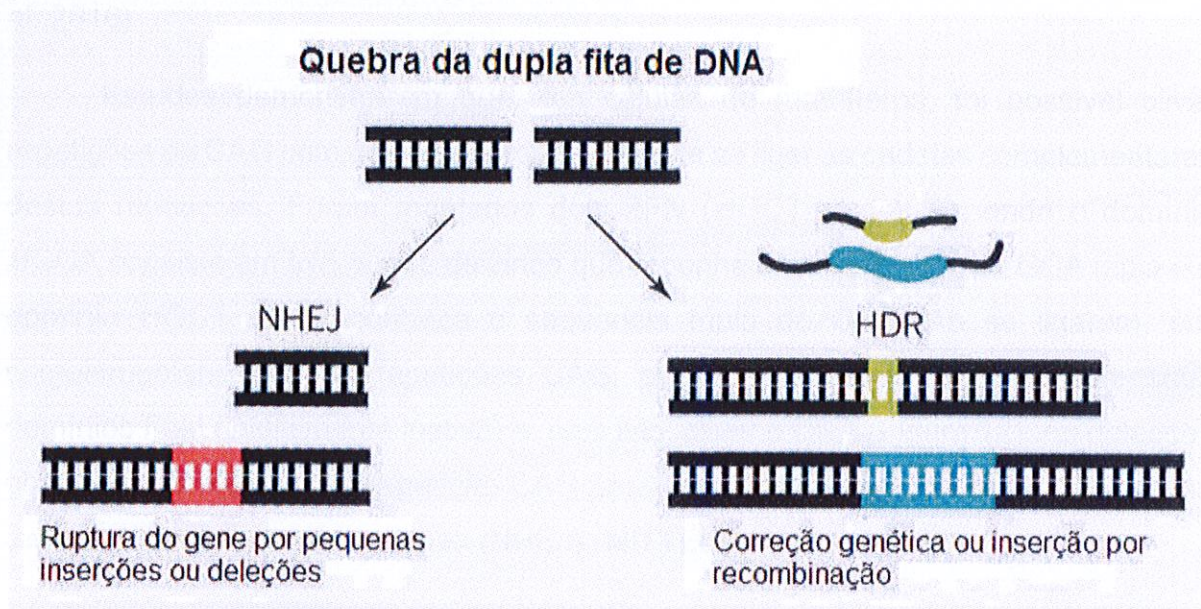 Quebra da dupla fita de DNA
NHEJ
HDR
Ruptura do gene por pequenas
inserções ou deleções
Correção genética ou inserção por
recombinação